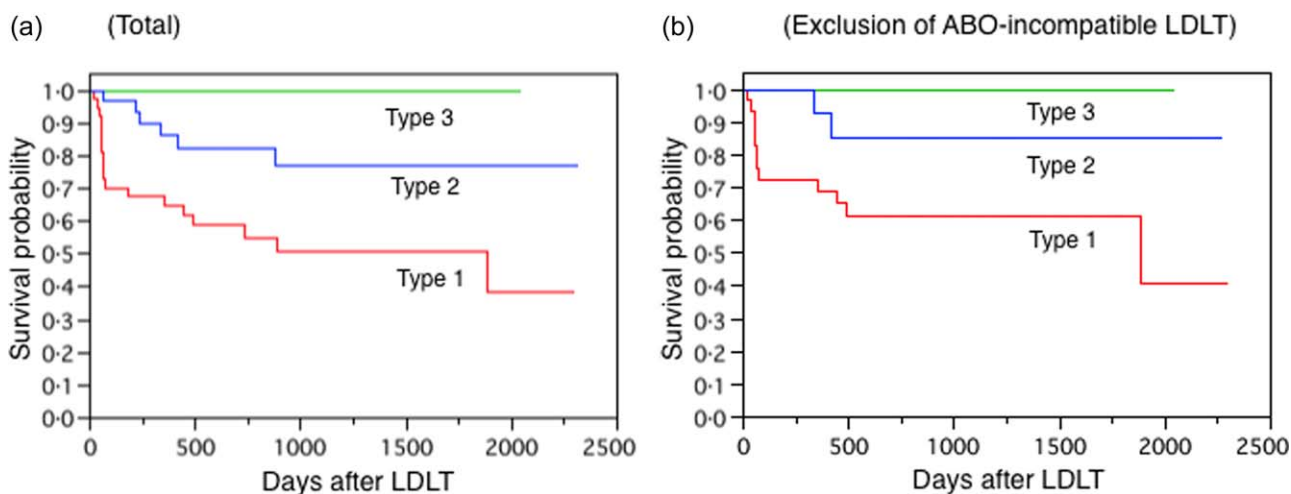 (a) (Total)
Survival probability
1·0
0·9
0·8
0·7
0·6
0·5
0·4
0·3
0·2
0·1
0·0
Type 3
Type 2
Type 1
0 500 1000 1500 2000 2500
Days after LDLT
(b) (Exclusion of ABO-incompatible LDLT)
Survival probability
1·0
0·9
0·8
0·7
0·6
0·5
0·4
0·3
0·2
0·1
0·0
Type 3
Type 2
Type 1
0 500 1000 1500 2000 2500
Days after LDLT